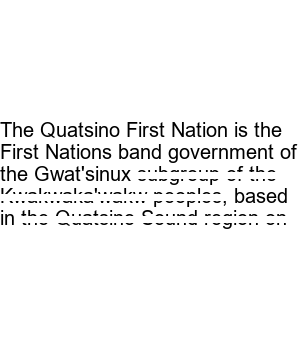 The Quatsino First Nation is the
First Nations band government of
the Gwat'sinux subgroup of the
Kwakwaka'wakw peoples, based
in the Quatsino Sound region on